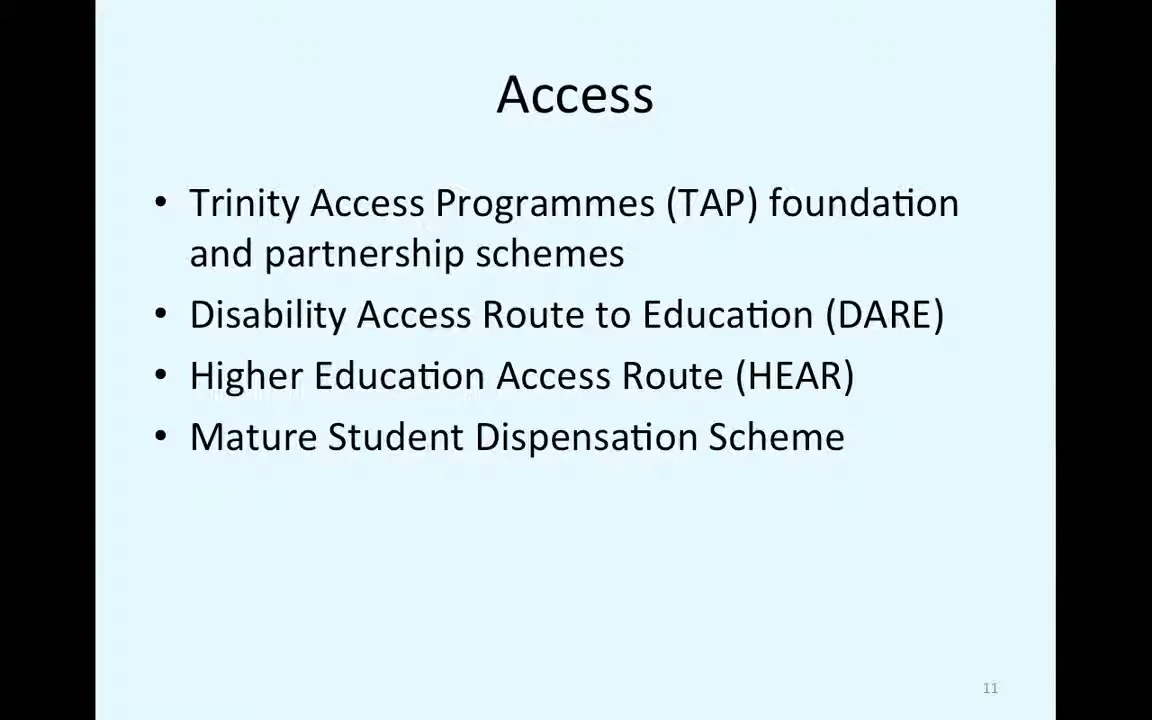 Access
• Trinity Access Programmes (TAP) foundation
and partnership schemes
• Disability Access Route to Education (DARE)
• Higher Education Access Route (HEAR)
• Mature Student Dispensation Scheme
11